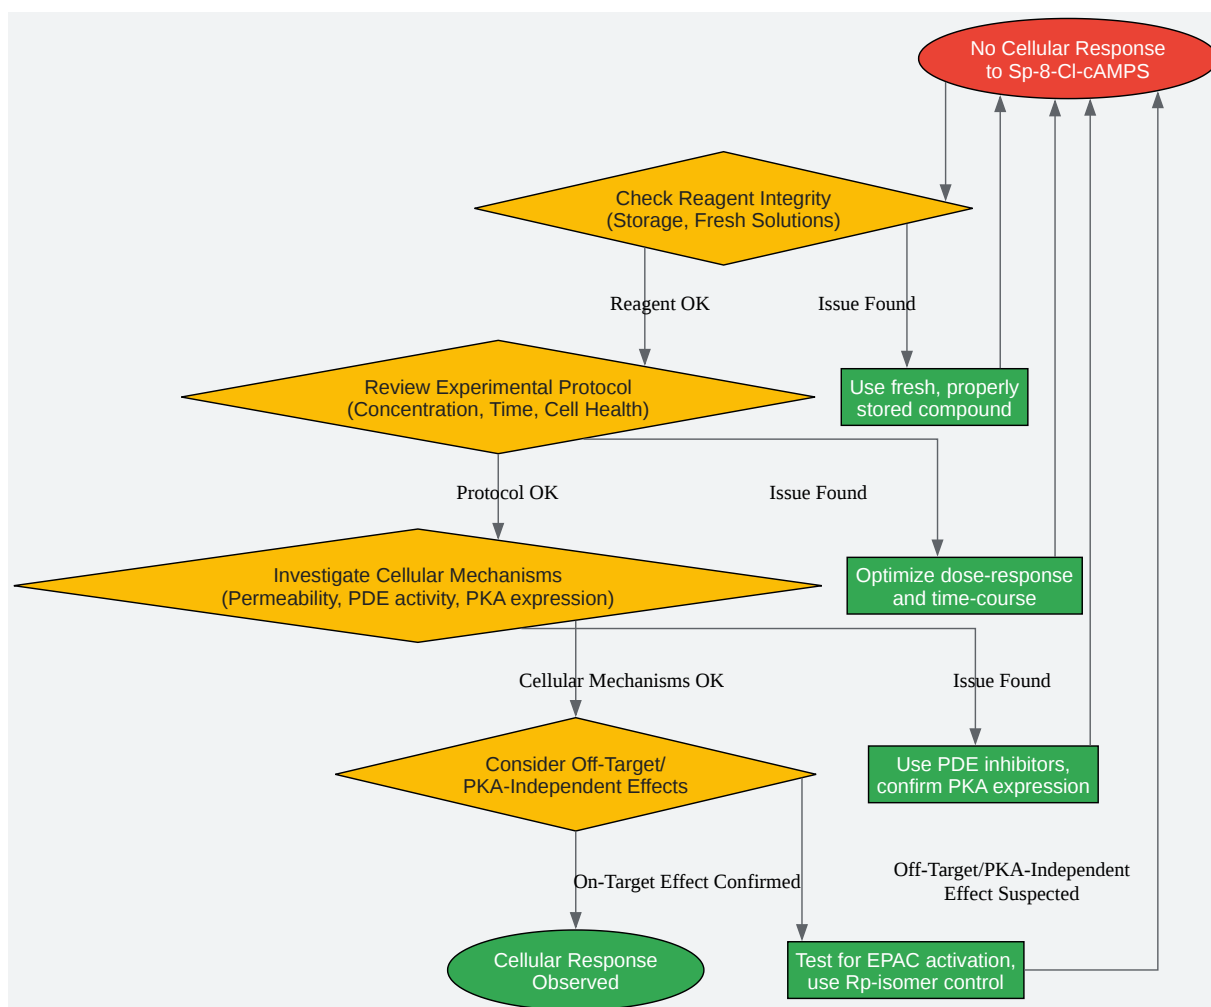 No Cellular Response
to Sp-8-Cl-cAMPS
Check Reagent Integrity
(Storage, Fresh Solutions)
Reagent OK
Issue Found
Review Experimental Protocol
(Concentration, Time, Cell Health)
Use fresh, properly
stored compound
Protocol OK
Issue Found
Investigate Cellular Mechanisms
(Permeability, PDE activity, PKA expression)
Optimize dose-response
and time-course
Cellular Mechanisms OK
Issue Found
Consider Off-Target/
PKA-Independent Effects
Use PDE inhibitors,
confirm PKA expression
On-Target Effect Confirmed
Off-Target/PKA-Independent
Effect Suspected
Cellular Response
Observed
Test for EPAC activation,
use Rp-isomer control